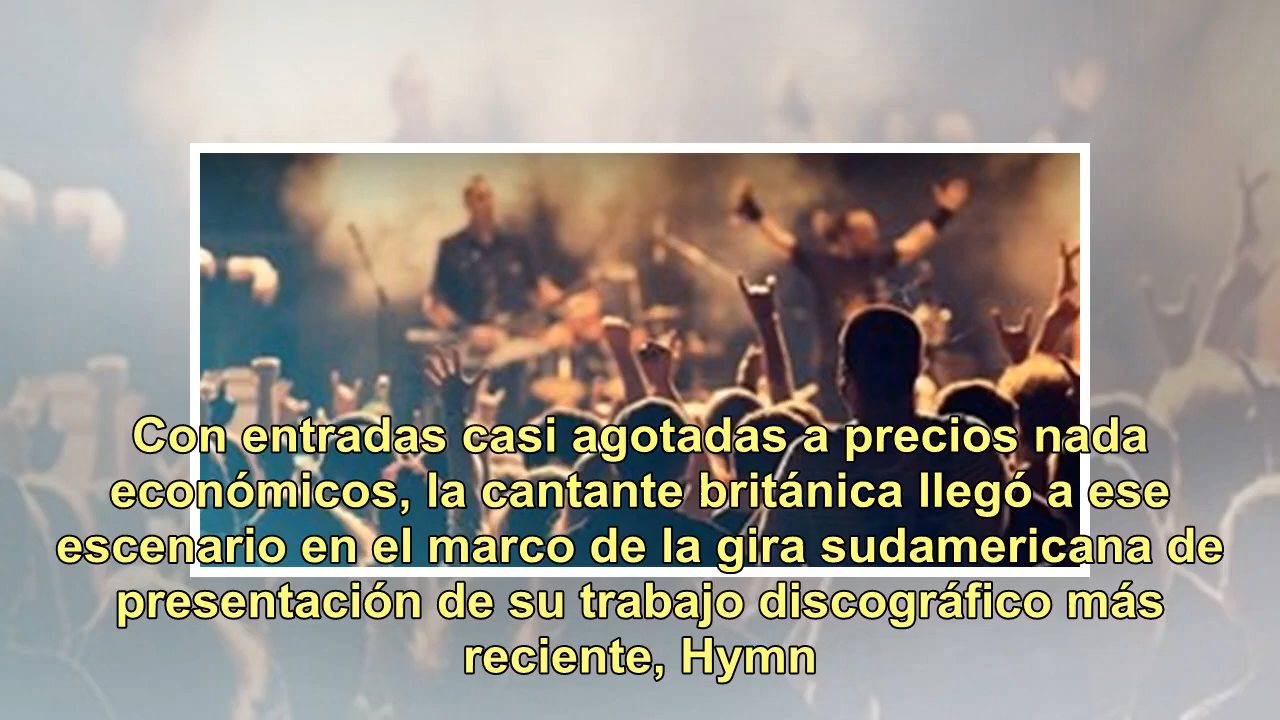 Con entradas casi agotadas a precios nada
económicos, la cantante británica llegó a ese
escenario en el marco de la gira sudamericana de
presentación de su trabajo discográfico más
reciente, Hymn